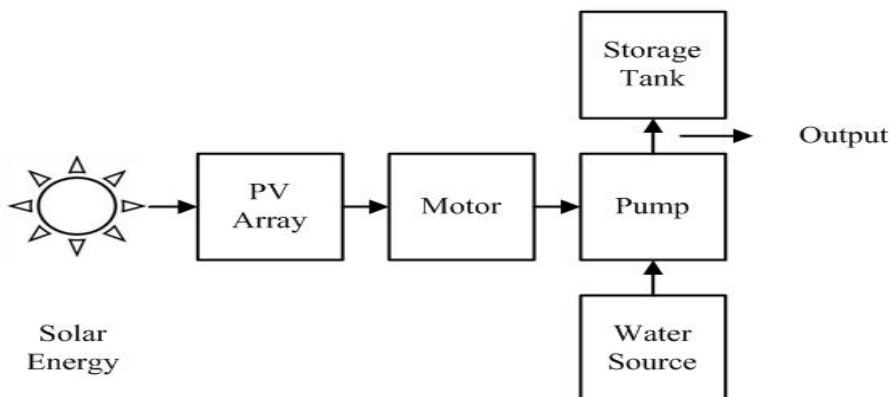 Storage
Tank
Output
PV
Array
Motor
Pump
Solar
Energy
Water
Source